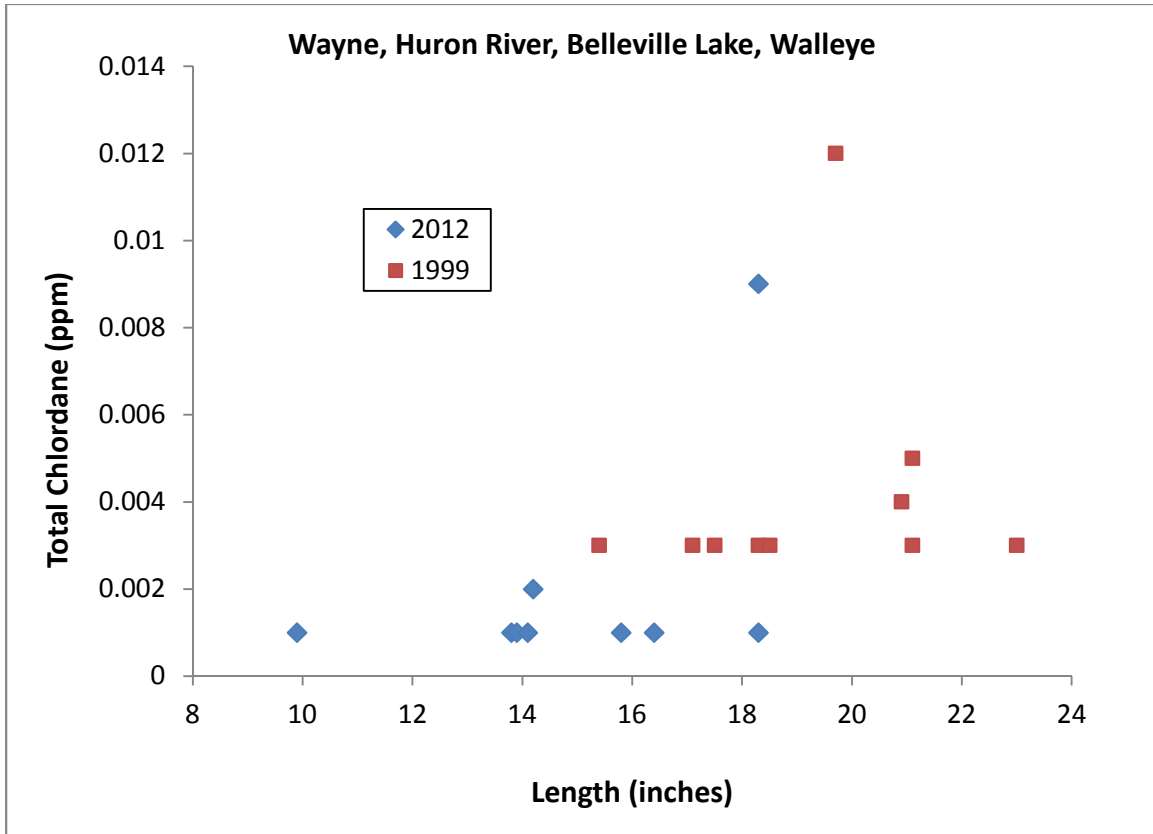 Wayne, Huron River, Belleville Lake, Walleye
0.014
0.012
0.01
0.008
0.006
0.004
0.002
0
Total Chlordane (ppm)
2012
1999
8 10 12 14 16 18 20 22 24
Length (inches)